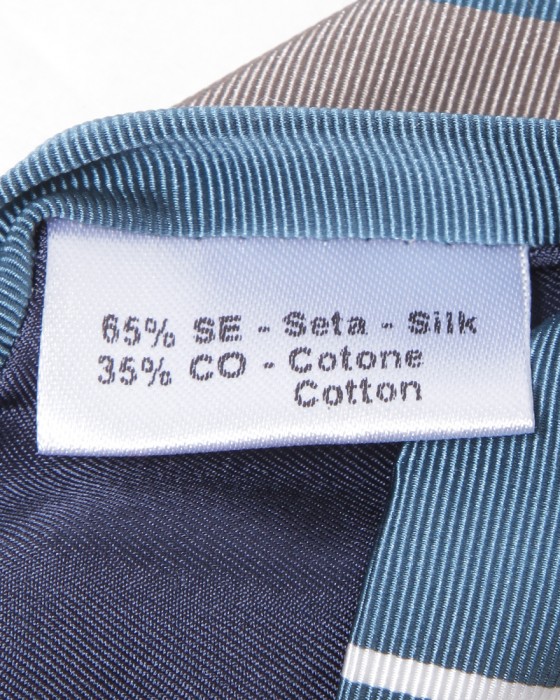 65% SE - Seta - Silk
35% CO - Cotone
Cotton